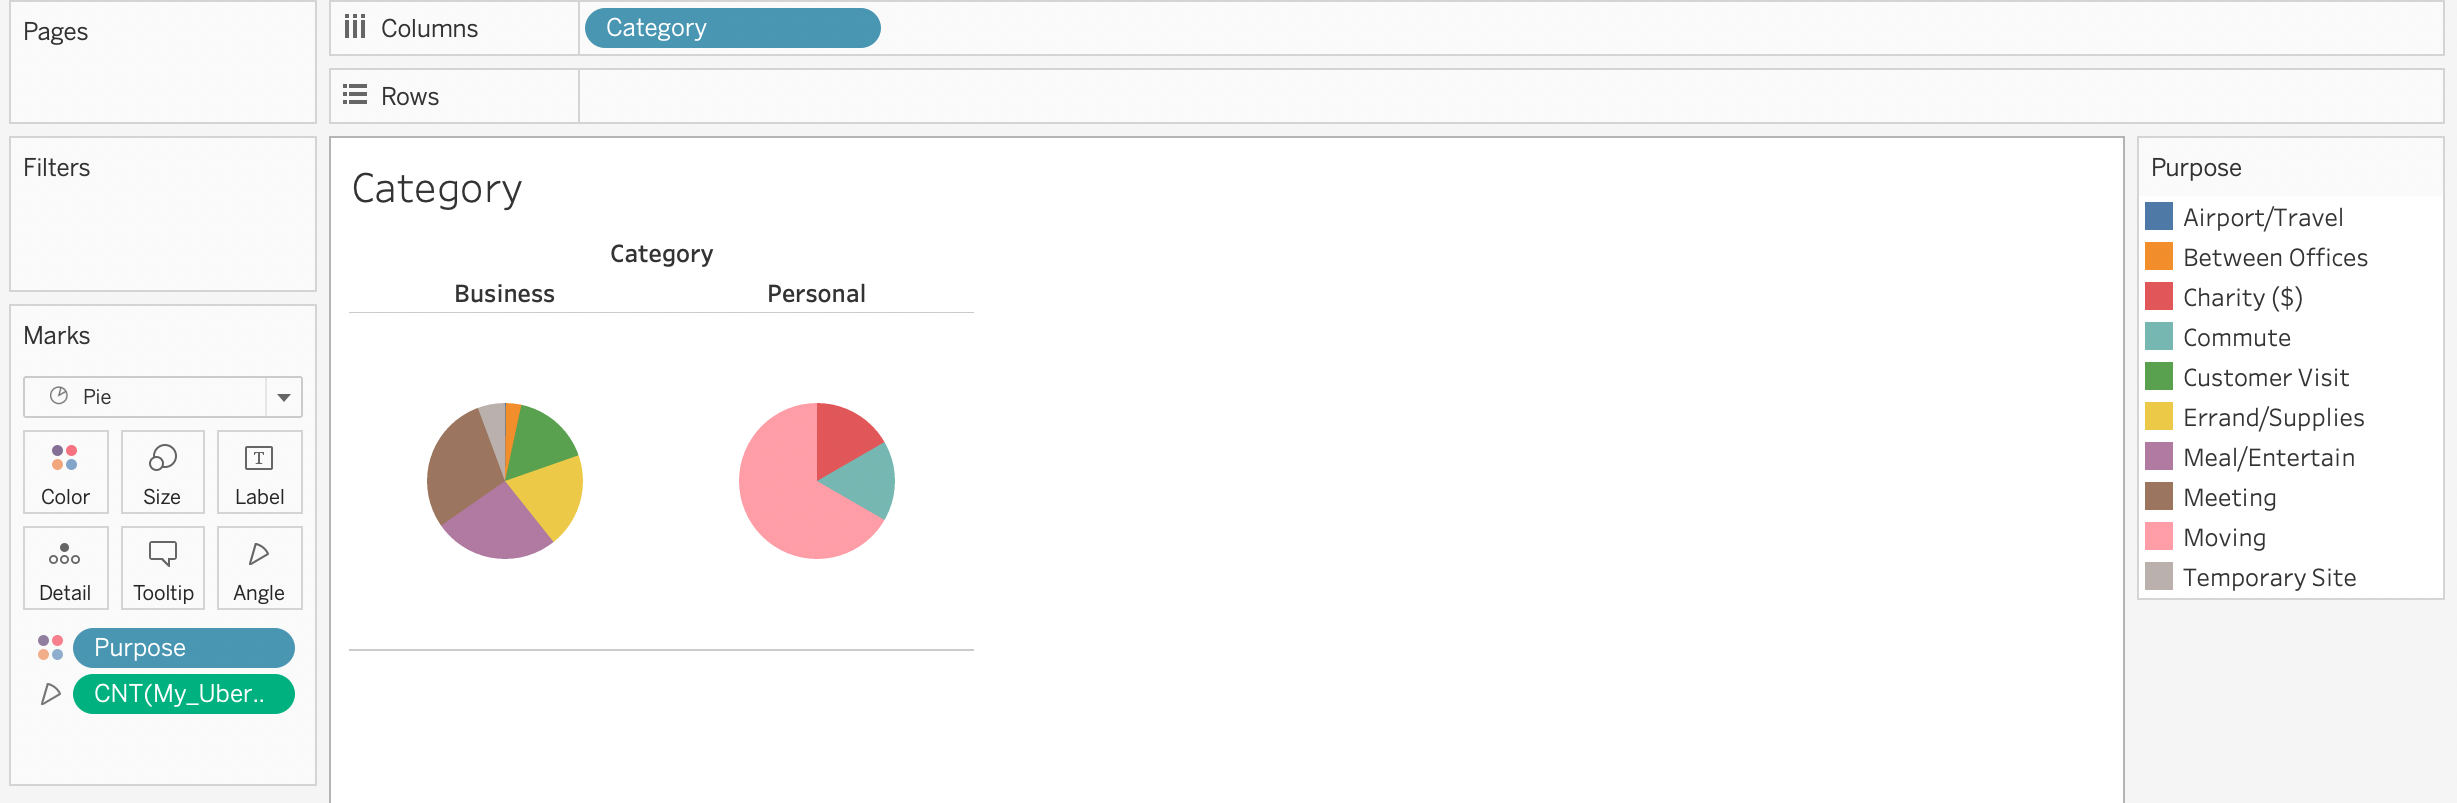 Pages
Columns
Category
Rows
Filters
Category
Category
Business
Personal
Marks
Pie
Color
Size
T
Label
Detail
Tooltip
Angle
Purpose
CNT(My_Uber..
Purpose
Airport/Travel
Between Offices
Charity ($)
Commute
Customer Visit
Errand/Supplies
Meal/Entertain
Meeting
Moving
Temporary Site